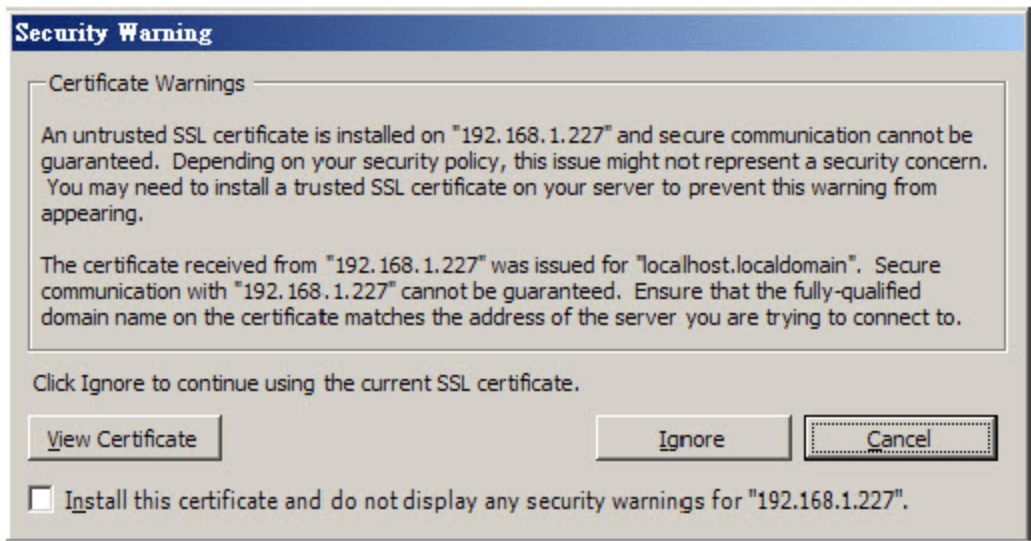 Security Warning
Certificate Warnings
An untrusted SSL certificate is installed on "192.168.1.227" and secure communication cannot be
guaranteed. Depending on your security policy, this issue might not represent a security concern.
You may need to install a trusted SSL certificate on your server to prevent this warning from
appearing.
The certificate received from "192.168.1.227" was issued for "localhost.localdomain". Secure
communication with "192.168.1.227" cannot be guaranteed. Ensure that the fully-qualified
domain name on the certificate matches the address of the server you are trying to connect to.
Click Ignore to continue using the current SSL certificate.
View Certificate Ignore Cancel
Install this certificate and do not display any security warnings for "192.168.1.227".